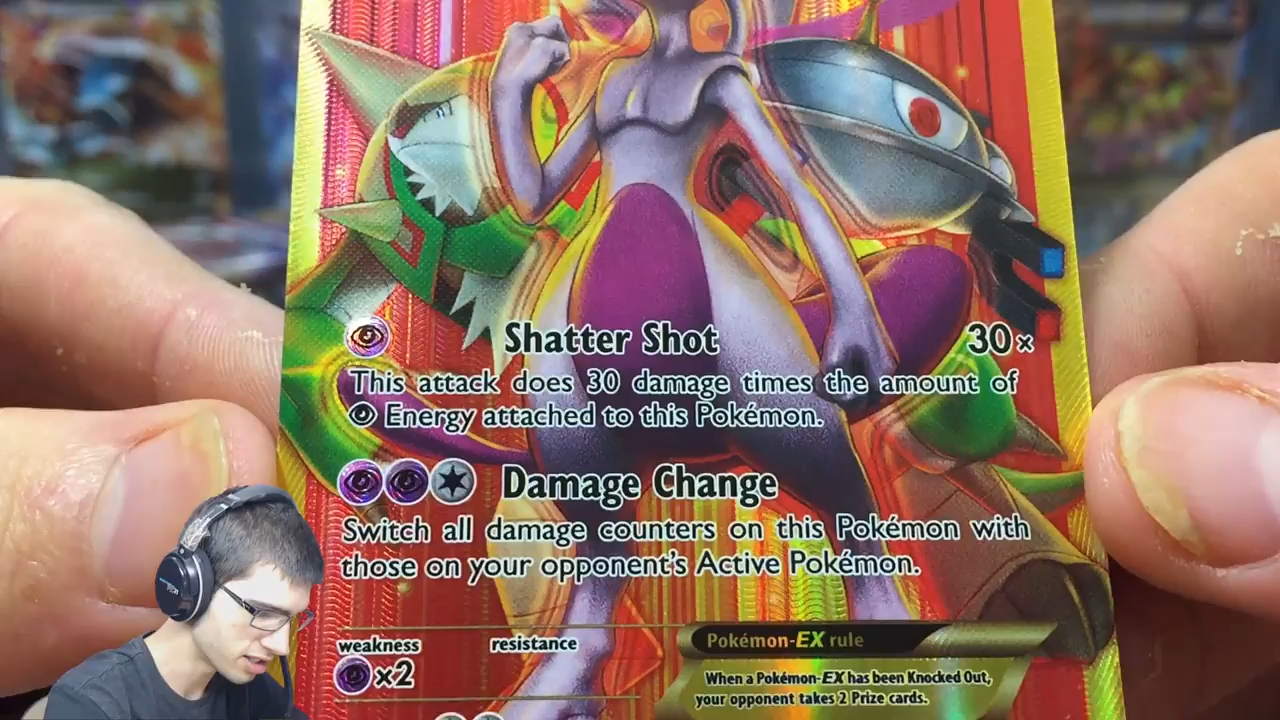 Shatter Shot 30×
This attack does 30 damage times the amount of
Energy attached to this Pokémon.
Damage Change
Switch all damage counters on this Pokémon with
those on your opponent's Active Pokémon.
weakness resistance
×2
Pokémon-EX rule
When a Pokémon-EX has been Knocked Out,
your opponent takes 2 Prize cards.